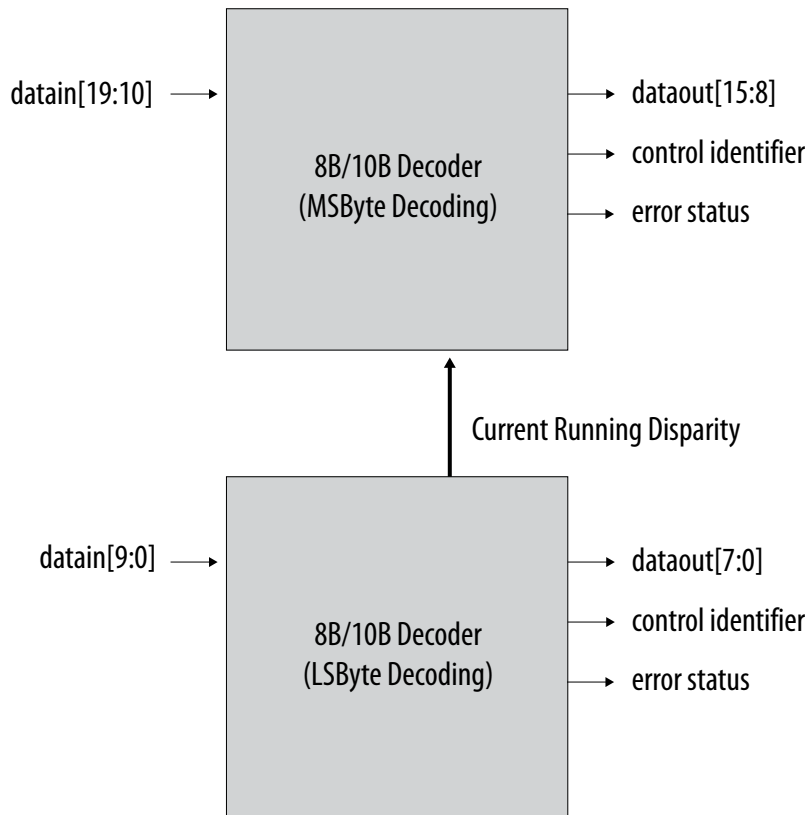 datain[19:10]
8B/10B Decoder
(MSByte Decoding)
dataout[15:8]
control identifier
error status
Current Running Disparity
datain[9:0]
8B/10B Decoder
(LSByte Decoding)
dataout[7:0]
control identifier
error status